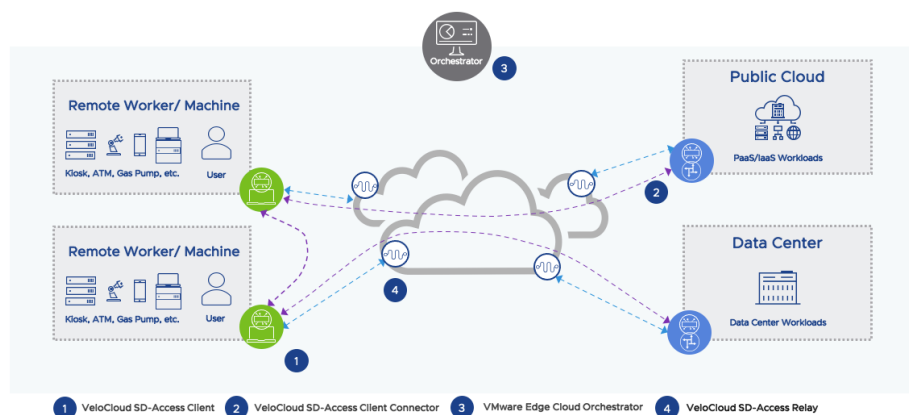 Orchestrator
3
Remote Worker/ Machine
Kiosk, ATM, Gas Pump, etc.
User
Public Cloud
PaaS/IaaS Workloads
2
Remote Worker/ Machine
Kiosk, ATM, Gas Pump, etc.
User
4
Data Center
Data Center Workloads
1
1 VeloCloud SD-Access Client
2 VeloCloud SD-Access Client Connector
3 VMware Edge Cloud Orchestrator
4 VeloCloud SD-Access Relay